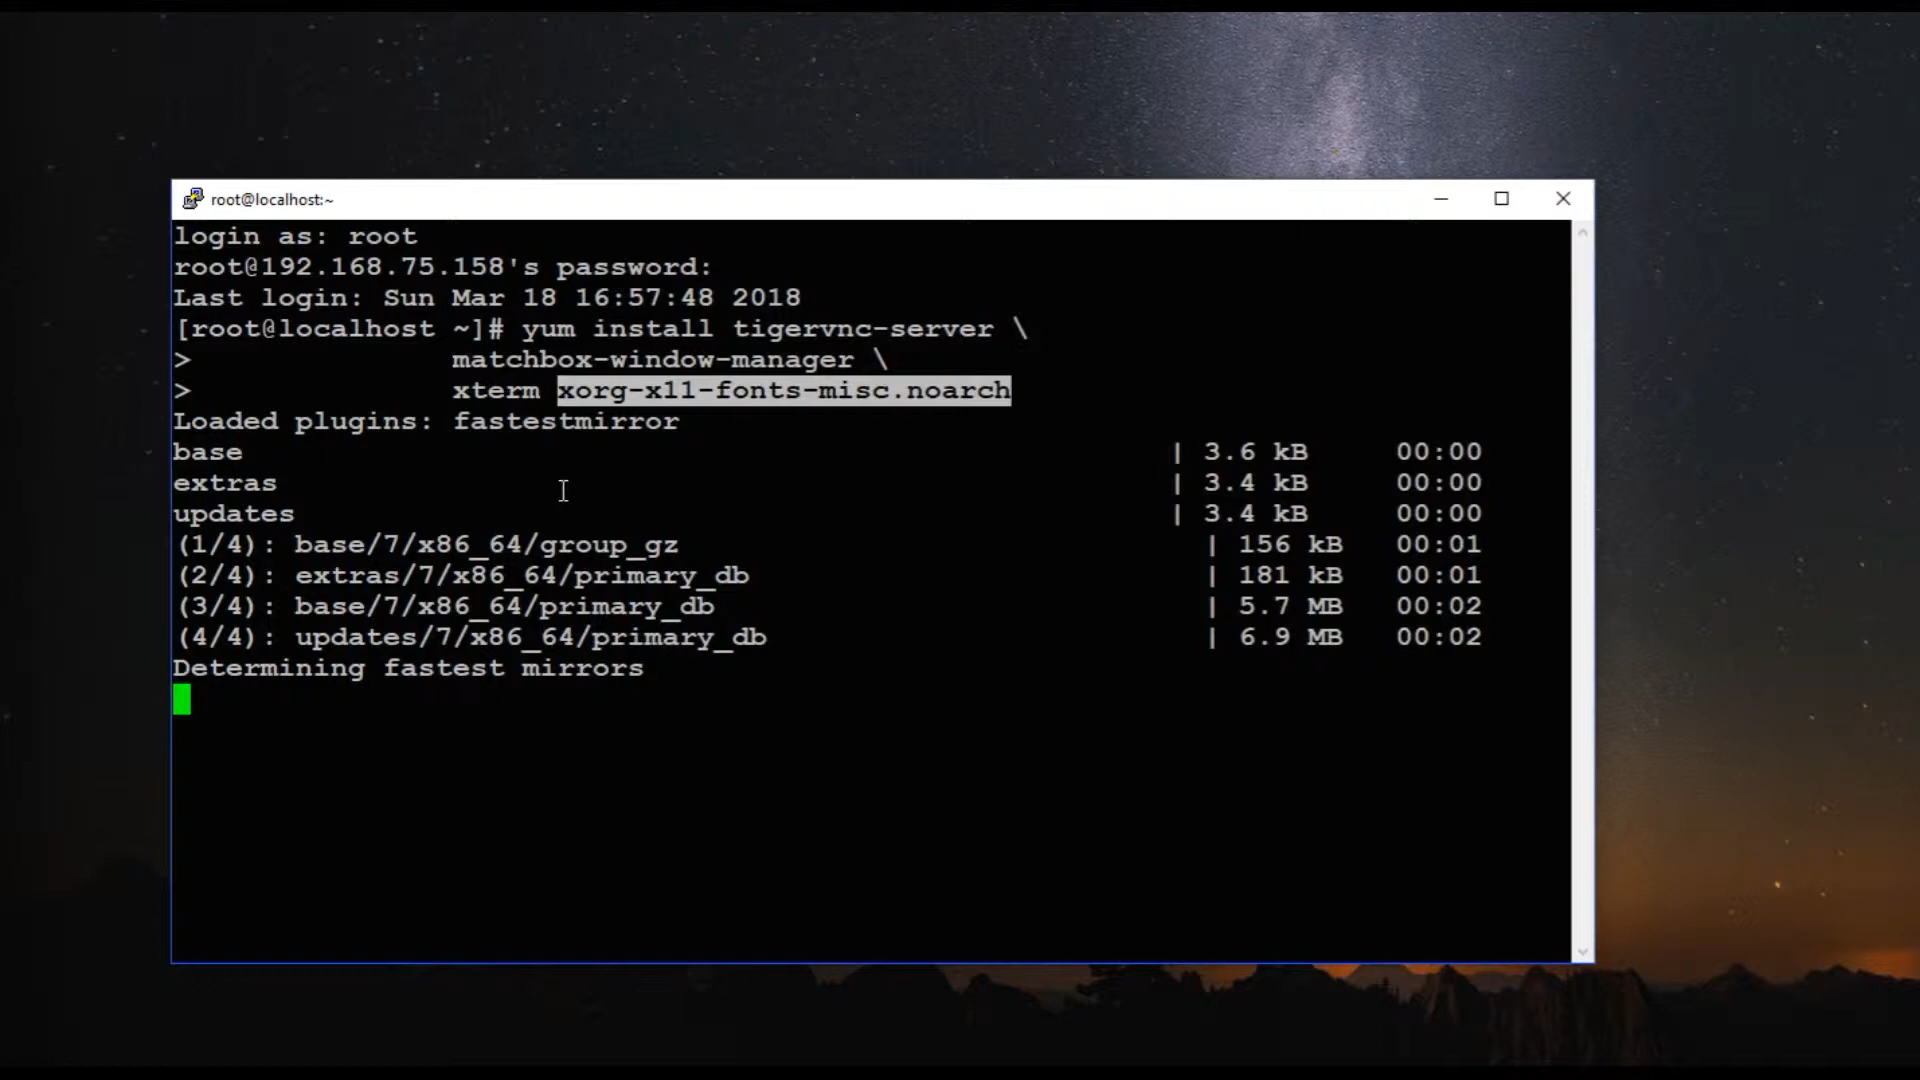 root@localhost:~
login as: root
root@192.168.75.158's password:
Last login: Sun Mar 18 16:57:48 2018
[root@localhost ~]# yum install tigervnc-server \
> matchbox-window-manager \
> xterm xorg-x11-fonts-misc.noarch
Loaded plugins: fastestmirror
base | 3.6 kB 00:00
extras | 3.4 kB 00:00
updates | 3.4 kB 00:00
(1/4): base/7/x86_64/group_gz | 156 kB 00:01
(2/4): extras/7/x86_64/primary_db | 181 kB 00:01
(3/4): base/7/x86_64/primary_db | 5.7 MB 00:02
(4/4): updates/7/x86_64/primary_db | 6.9 MB 00:02
Determining fastest mirrors